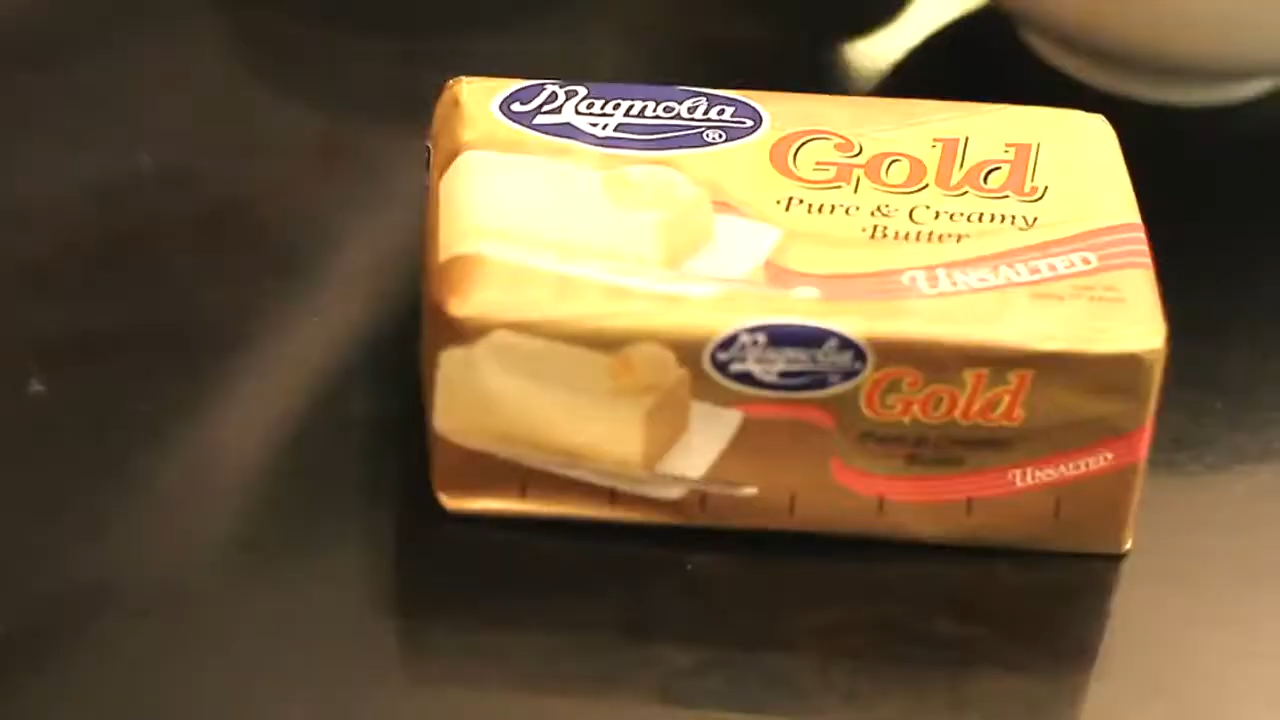 Magnolia
®
Gold
Pure & Creamy
Butter
UNSALTED
Magnolia
Gold
UNSALTED